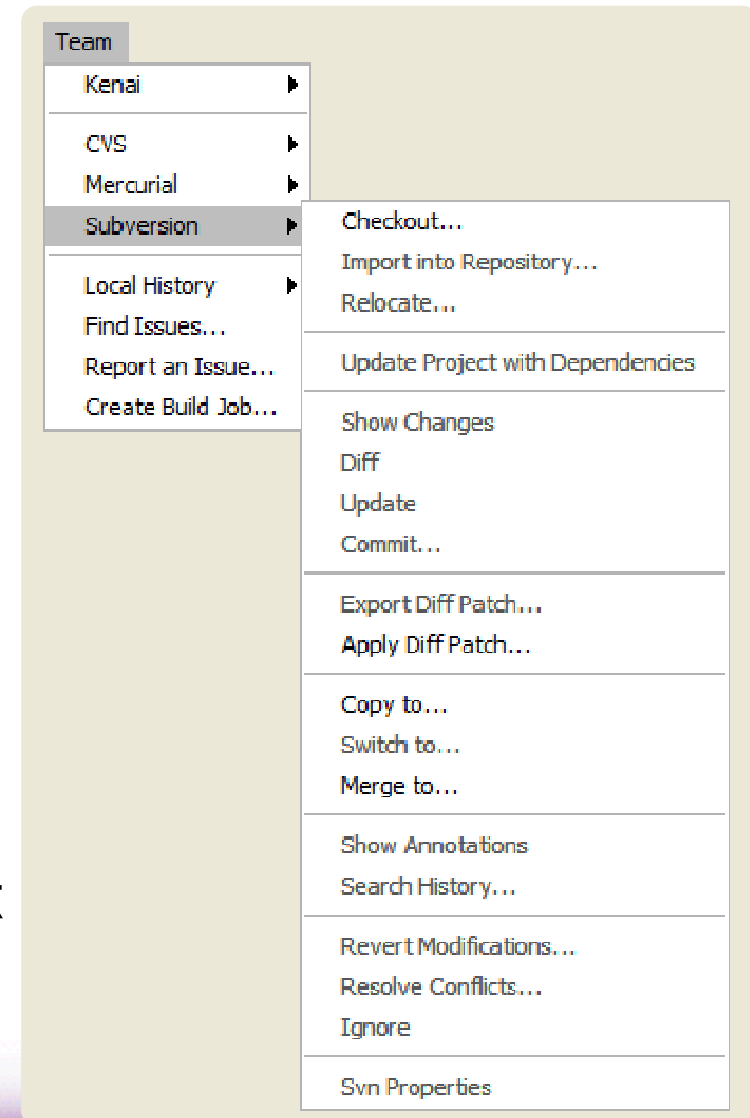 Team
Kenai
CVS
Mercurial
Subversion
Local History
Find Issues...
Report an Issue...
Create Build Job...
Checkout...
Import into Repository...
Relocate...
Update Project with Dependencies
Show Changes
Diff
Update
Commit...
Export Diff Patch...
Apply Diff Patch...
Copy to...
Switch to...
Merge to...
Show Annotations
Search History...
Revert Modifications...
Resolve Conflicts...
Ignore
Svn Properties